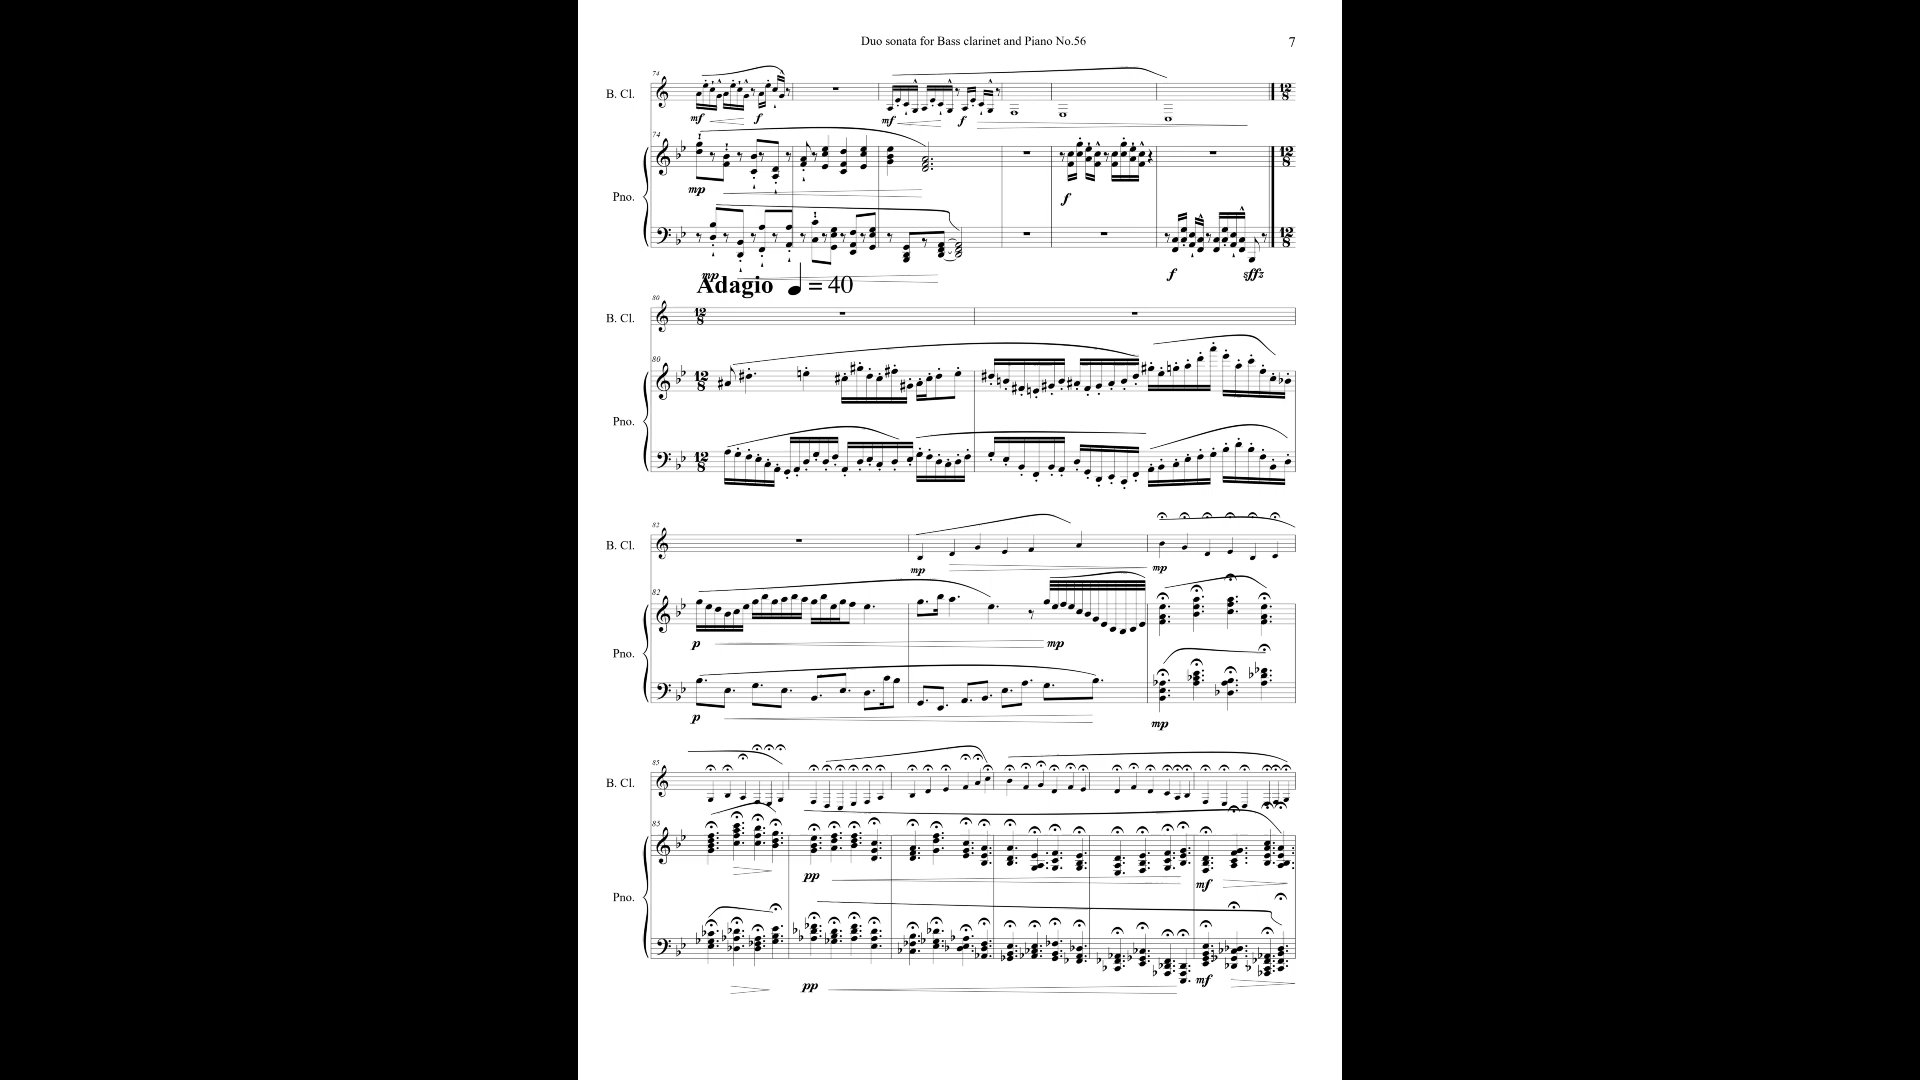 Duo sonata for Bass clarinet and Piano No.56
7
74
B. Cl.
mf
f
mf
f
12
8
74
Pno.
mp
f
12
8
mp
f
sffz
12
8
Adagio = 40
80
B. Cl.
12
8
80
Pno.
12
8
12
8
82
B. Cl.
mp
mp
82
Pno.
p
mp
p
mp
85
B. Cl.
85
Pno.
pp
mf
pp
mf